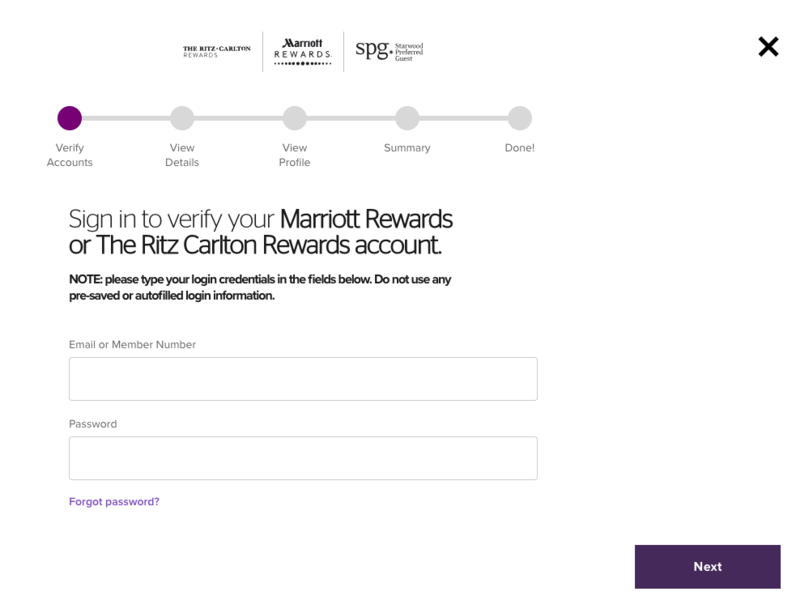 THE RITZ-CARLTON
REWARDS
Marriott
REWARDS.
spg. Starwood
Preferred
Guest
Verify
Accounts
View
Details
View
Profile
Summary
Done!
Sign in to verify your Marriott Rewards
or The Ritz Carlton Rewards account.
NOTE: please type your login credentials in the fields below. Do not use any
pre-saved or autofilled login information.
Email or Member Number
Password
Forgot password?
Next